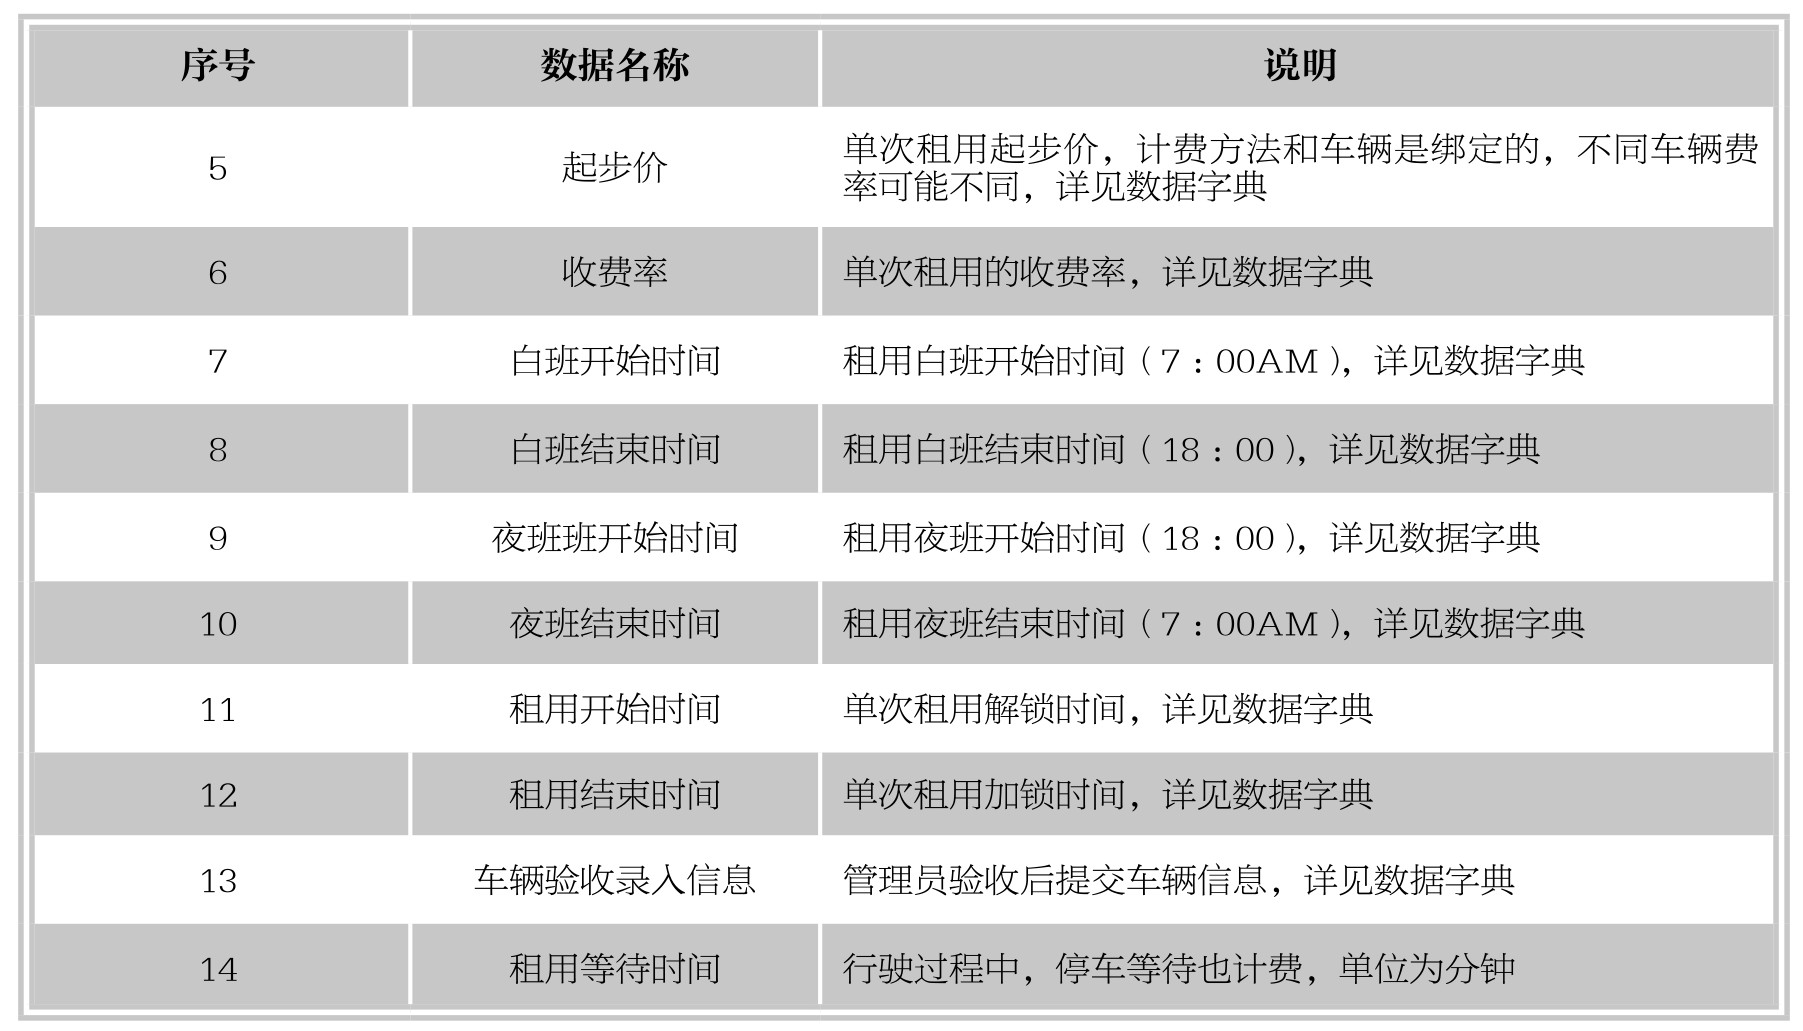 序号 数据名称 说明
5 起步价 单次租用起步价，计费方法和车辆是绑定的，不同车辆费
率可能不同，详见数据字典
6 收费率 单次租用的收费率，详见数据字典
7 白班开始时间 租用白班开始时间（7：00AM），详见数据字典
8 白班结束时间 租用白班结束时间（18：00），详见数据字典
9 夜班班开始时间 租用夜班开始时间（18：00），详见数据字典
10 夜班结束时间 租用夜班结束时间（7：00AM），详见数据字典
11 租用开始时间 单次租用解锁时间，详见数据字典
12 租用结束时间 单次租用加锁时间，详见数据字典
13 车辆验收录入信息 管理员验收后提交车辆信息，详见数据字典
14 租用等待时间 行驶过程中，停车等待也计费，单位为分钟